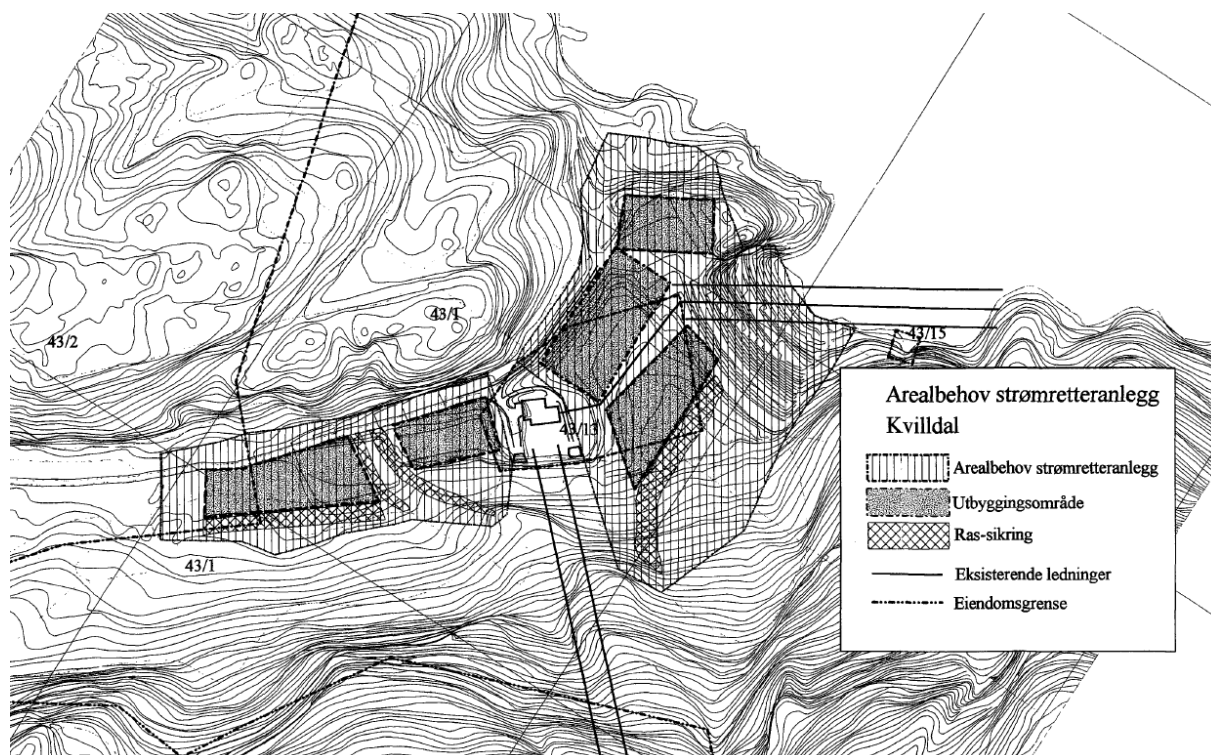 43/1
43/2
43/15
43/13
43/1
Arealbehov strømretteranlegg
Kvilldal
Arealbehov strømretteranlegg
Utbyggingsområde
Ras-sikring
Eksisterende ledninger
Eiendomsgrense